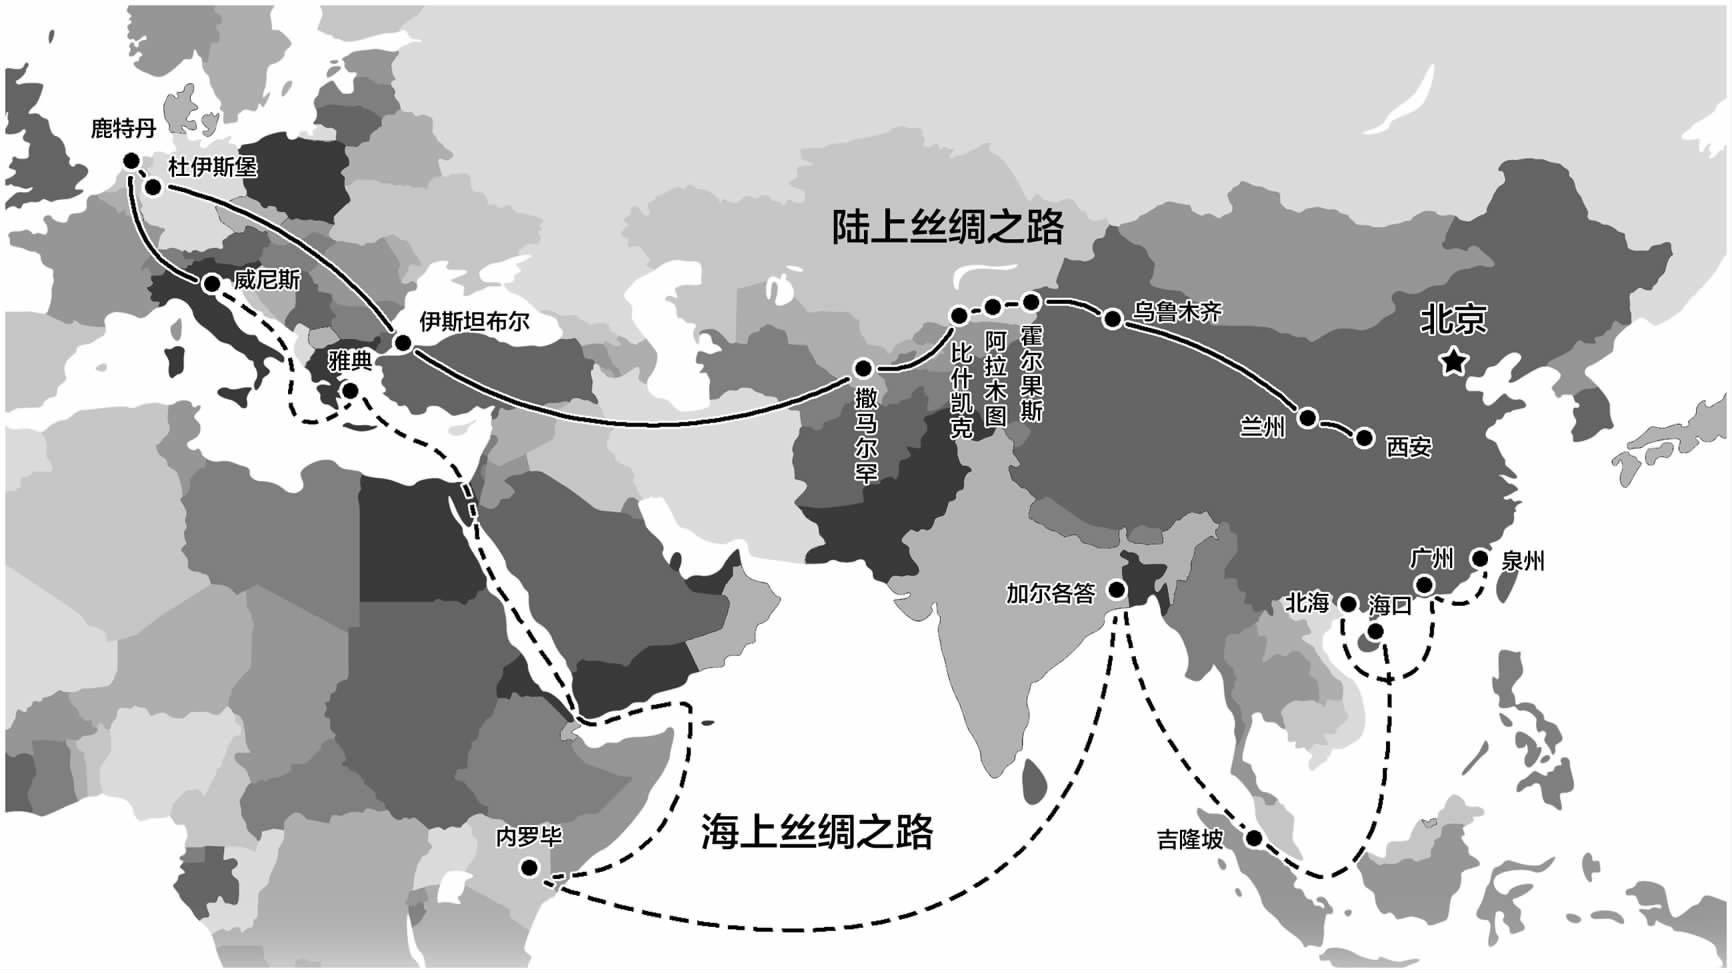 鹿特丹
杜伊斯堡
陆上丝绸之路
威尼斯
伊斯坦布尔
雅典
撒马尔罕
比什凯克
阿拉木图
霍尔果斯
乌鲁木齐
北京
兰州
西安
广州
泉州
加尔各答
北海
海口
海上丝绸之路
内罗毕
吉隆坡